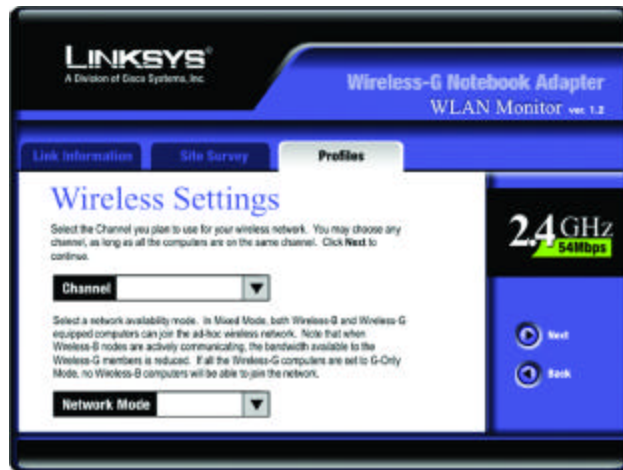 LINKSYS®
A Division of Cisco Systems, Inc.
Wireless-G Notebook Adapter
WLAN Monitor ver. 1.2
Link Information
Site Survey
Profiles
Wireless Settings
Select the Channel you plan to use for your wireless network. You may choose any
channel, as long as all the computers are on the same channel. Click Next to
continue.
Channel
Select a network availability mode. In Mixed Mode, both Wireless-B and Wireless-G
equipped computers can join the ad-hoc wireless network. Note that when
Wireless-B nodes are actively communicating, the bandwidth available to the
Wireless-G members is reduced. If all the Wireless-G computers are set to G-Only
Mode, no Wireless-B computers will be able to join the network.
Network Mode
2.4 GHz
54Mbps
Next
Back